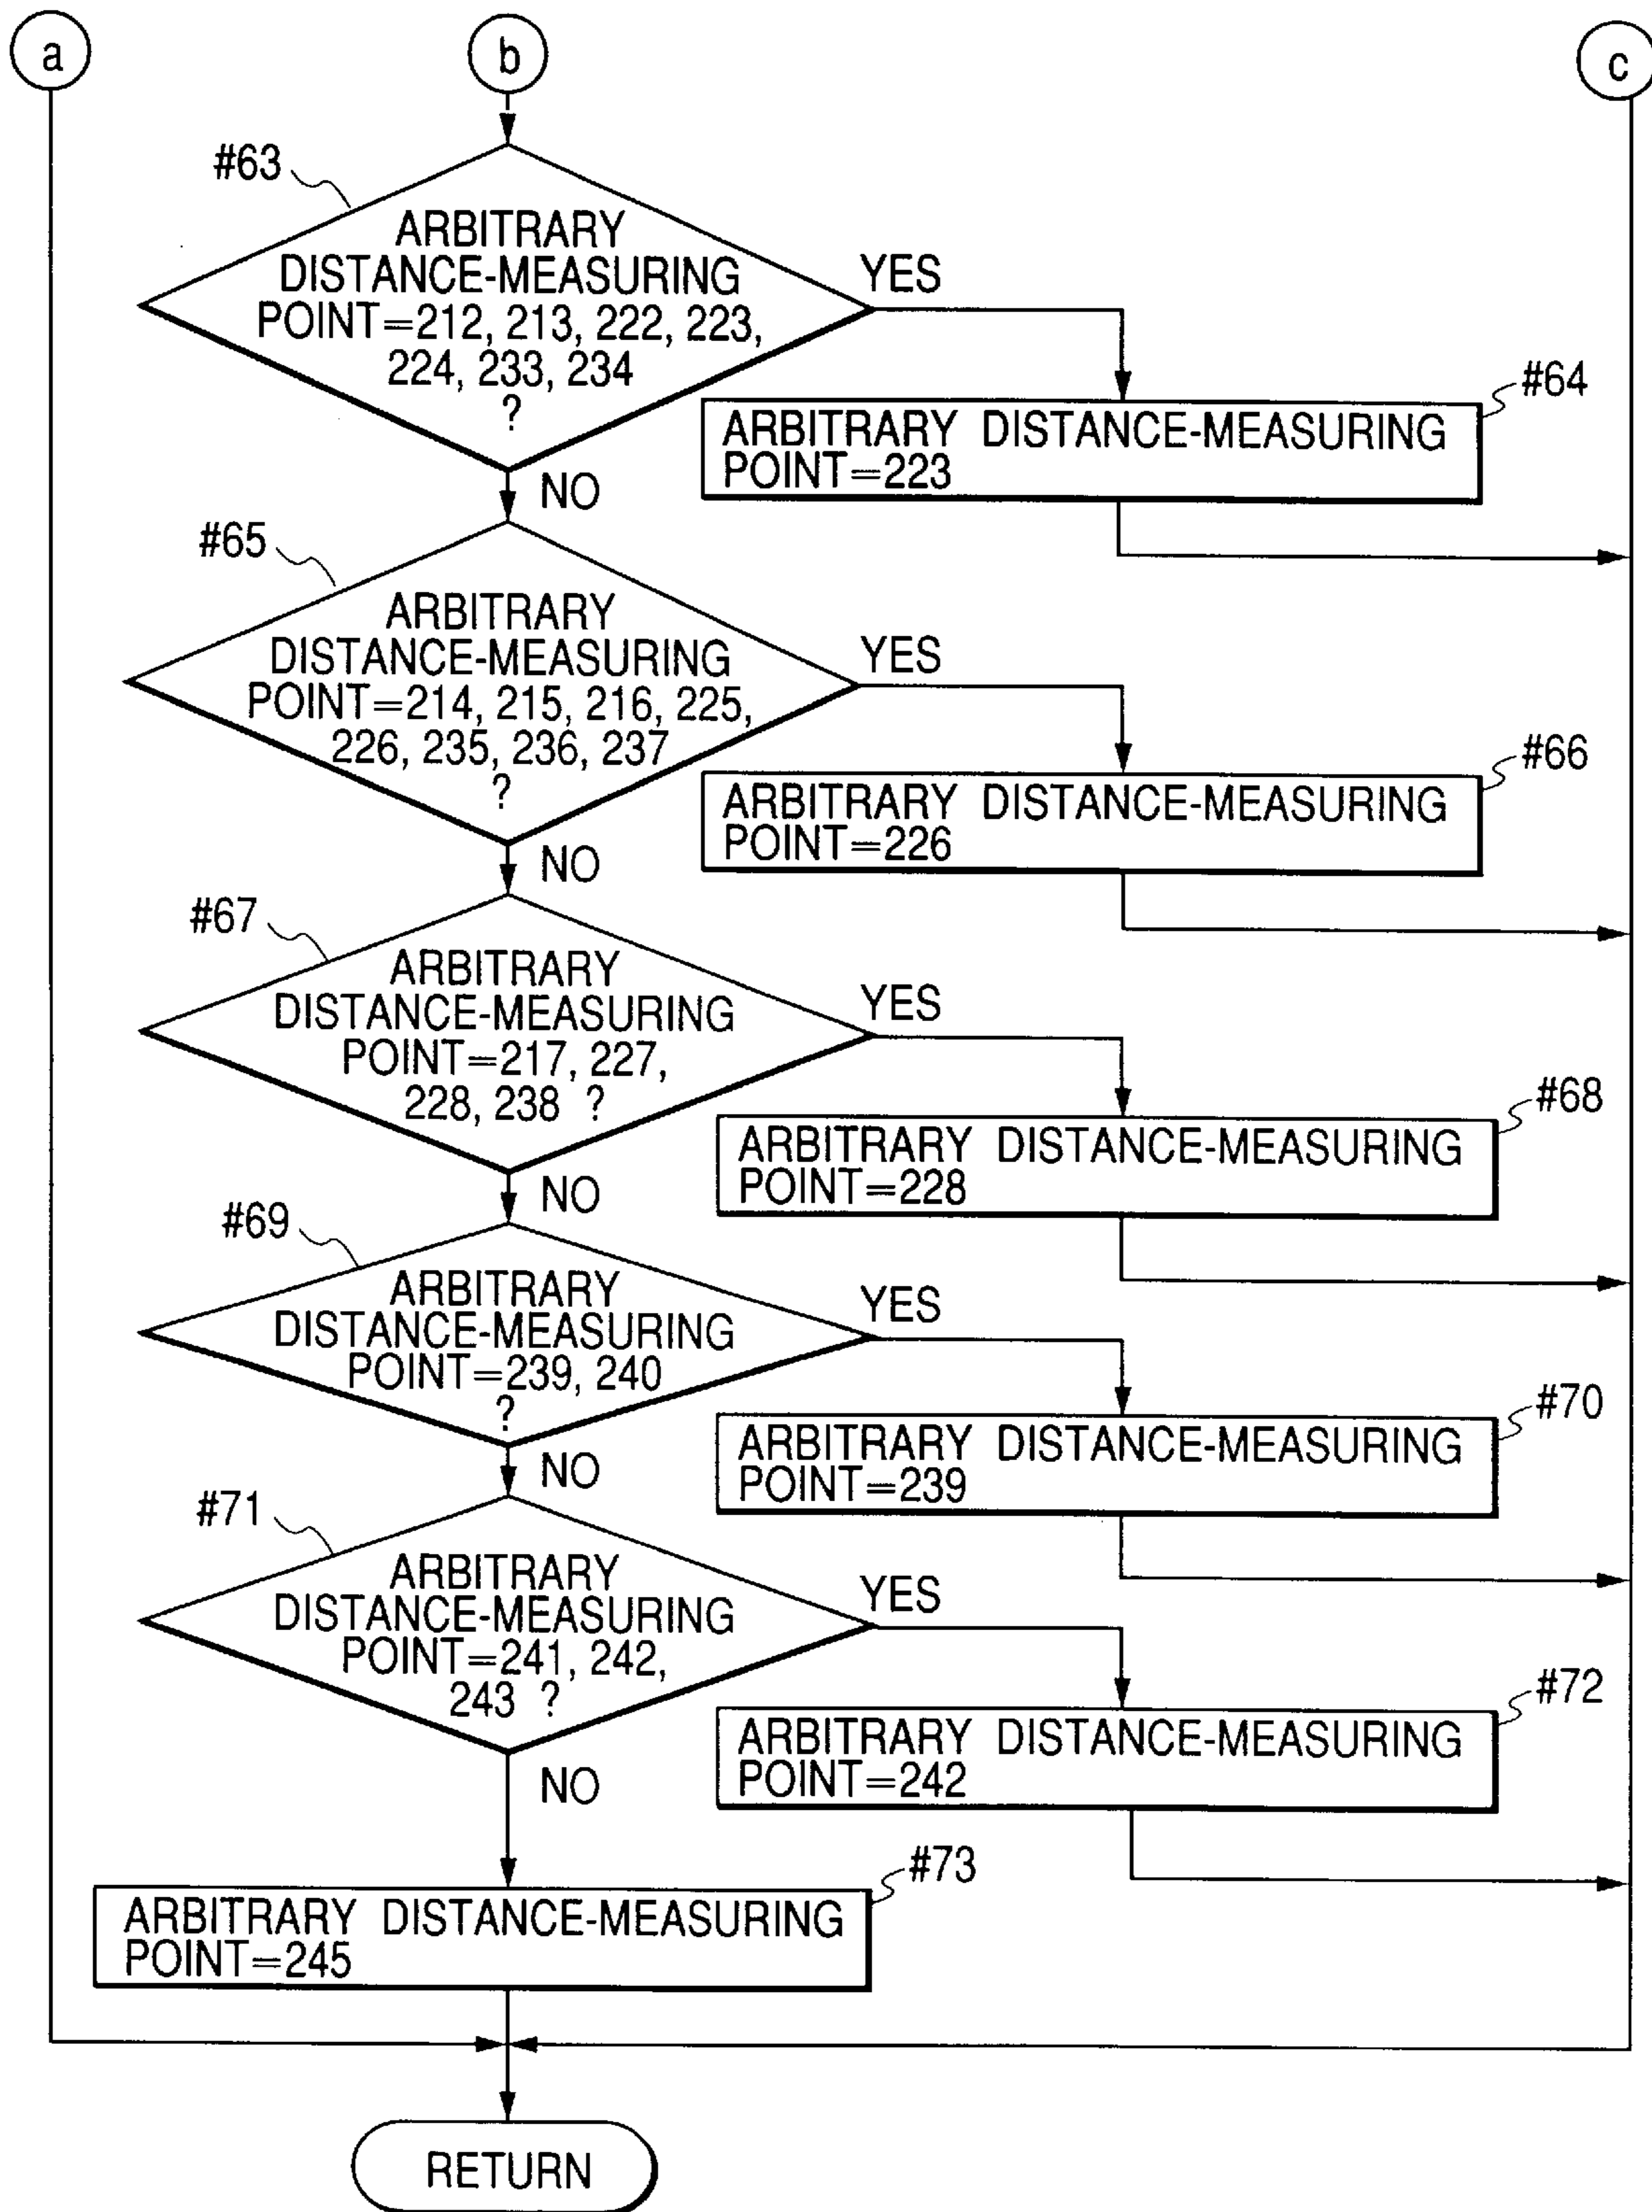 a
b
c
#63
ARBITRARY
DISTANCE-MEASURING
POINT=212, 213, 222, 223,
224, 233, 234
?
YES
NO
#64
ARBITRARY DISTANCE-MEASURING
POINT=223
#65
ARBITRARY
DISTANCE-MEASURING
POINT=214, 215, 216, 225,
226, 235, 236, 237
?
YES
NO
#66
ARBITRARY DISTANCE-MEASURING
POINT=226
#67
ARBITRARY
DISTANCE-MEASURING
POINT=217, 227,
228, 238 ?
YES
NO
#68
ARBITRARY DISTANCE-MEASURING
POINT=228
#69
ARBITRARY
DISTANCE-MEASURING
POINT=239, 240
?
YES
NO
#70
ARBITRARY DISTANCE-MEASURING
POINT=239
#71
ARBITRARY
DISTANCE-MEASURING
POINT=241, 242,
243 ?
YES
NO
#72
ARBITRARY DISTANCE-MEASURING
POINT=242
#73
ARBITRARY DISTANCE-MEASURING
POINT=245
RETURN